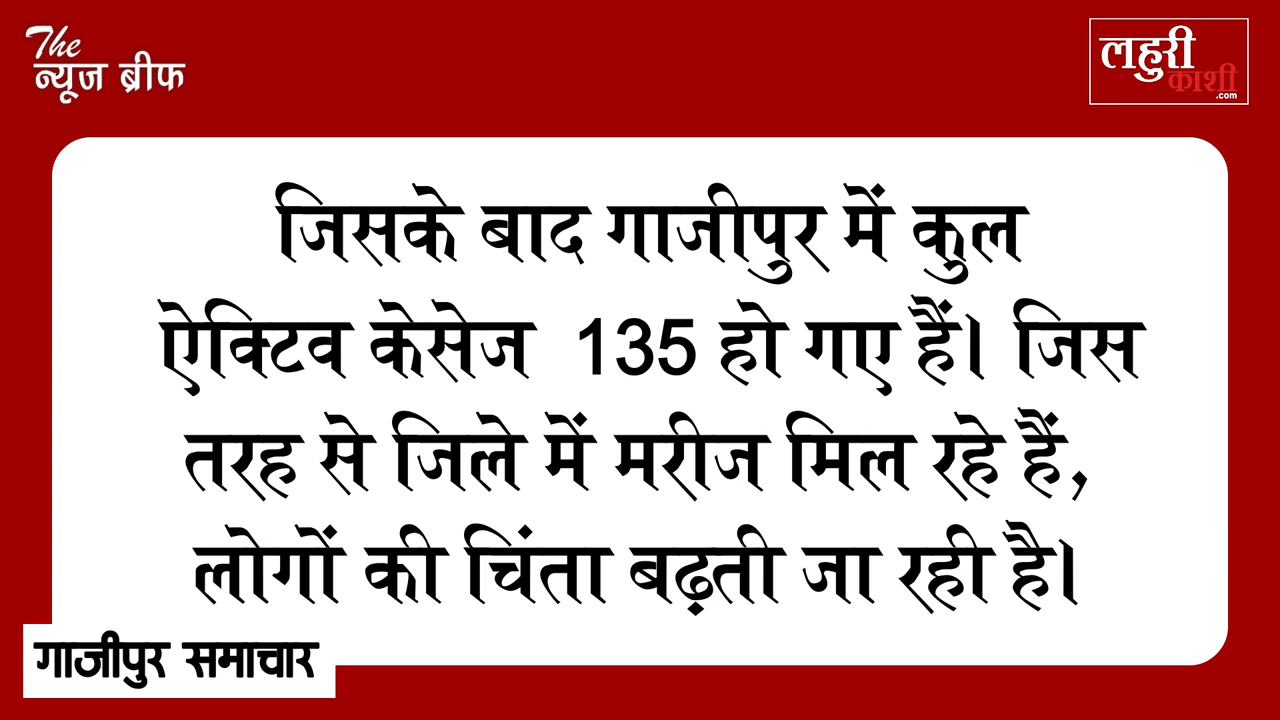 The
न्यूज ब्रीफ
लहुरी
काशी
.com
जिसके बाद गाजीपुर में कुल
ऐक्टिव केसेज 135 हो गए हैं। जिस
तरह से जिले में मरीज मिल रहे हैं,
लोगों की चिंता बढ़ती जा रही है।
गाजीपुर समाचार